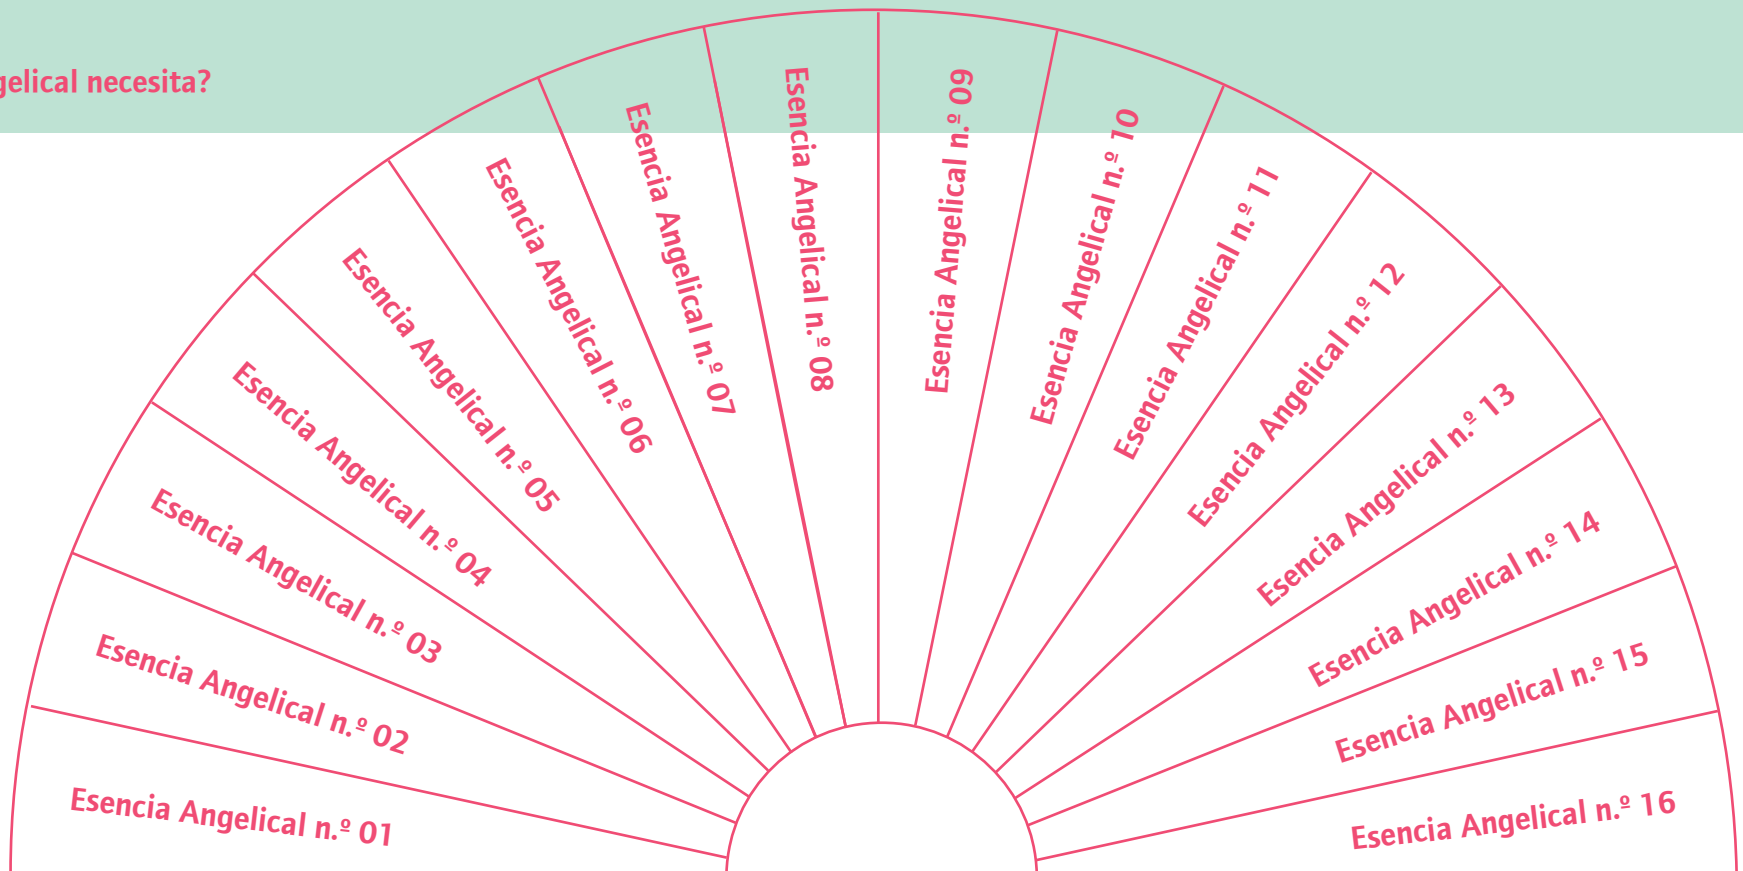 necesita?
Esencia Angelical n.º 01
Esencia Angelical n.º 02
Esencia Angelical n.º 03
Esencia Angelical n.º 04
Esencia Angelical n.º 05
Esencia Angelical n.º 06
Esencia Angelical n.º 07
Esencia Angelical n.º 08
Esencia Angelical n.º 09
Esencia Angelical n.º 10
Esencia Angelical n.º 11
Esencia Angelical n.º 12
Esencia Angelical n.º 13
Esencia Angelical n.º 14
Esencia Angelical n.º 15
Esencia Angelical n.º 16